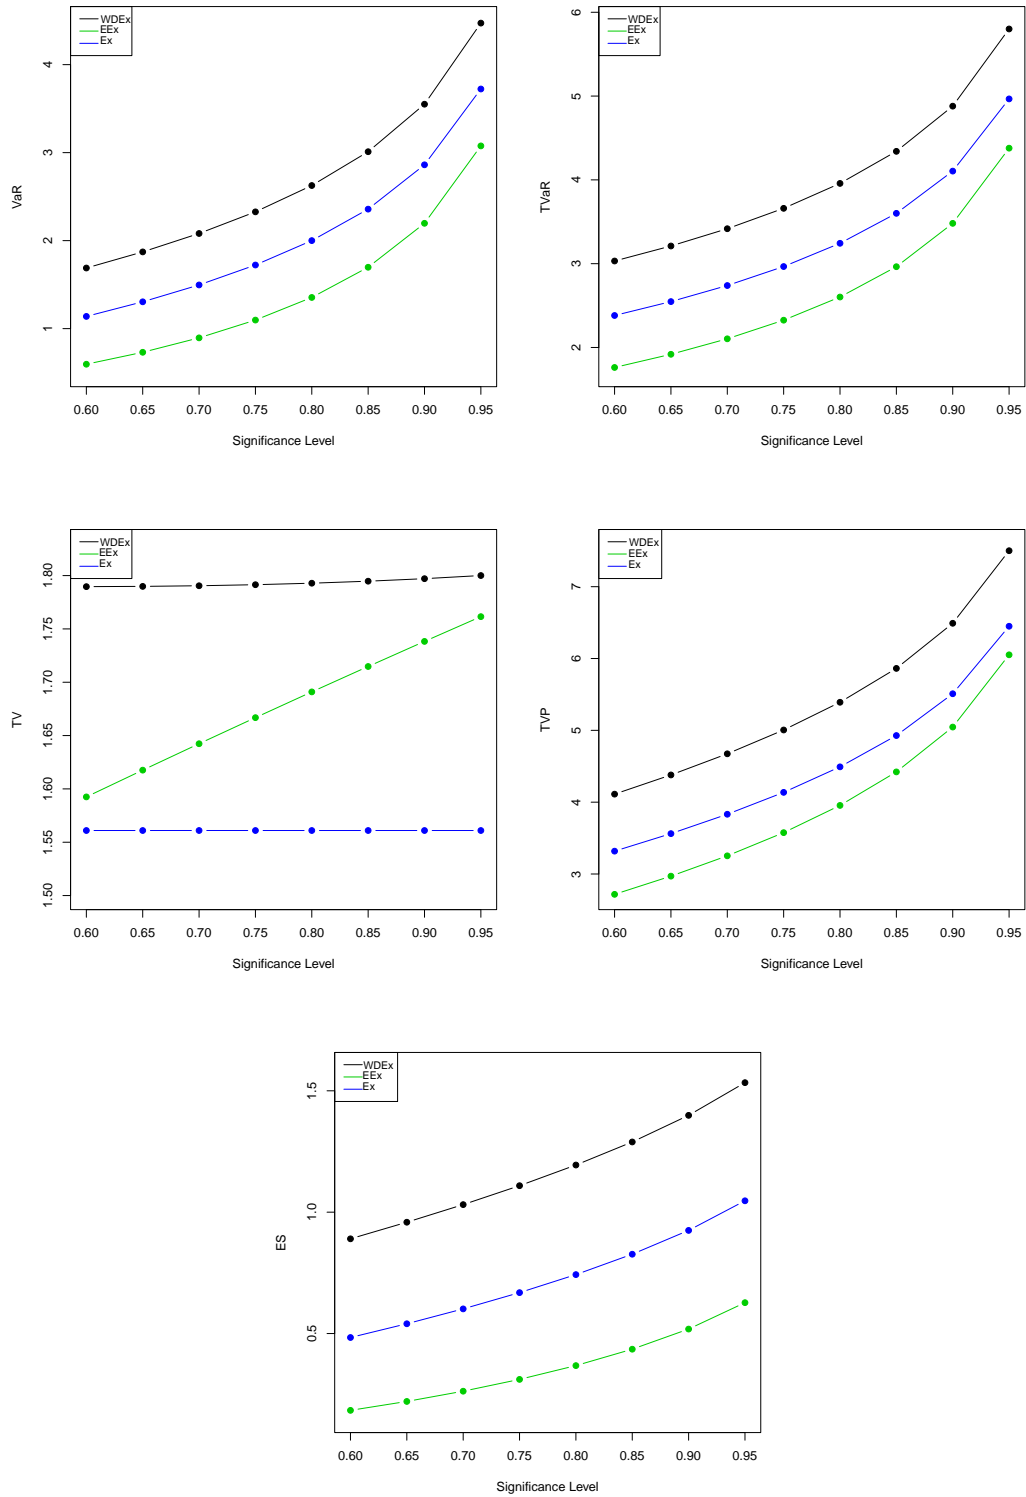 WDEx
EEx
Ex
VaR
1
2
3
4
0.60 0.65 0.70 0.75 0.80 0.85 0.90 0.95
Significance Level
WDEx
EEx
Ex
TVaR
2
3
4
5
6
0.60 0.65 0.70 0.75 0.80 0.85 0.90 0.95
Significance Level
WDEx
EEx
Ex
TV
1.50
1.55
1.60
1.65
1.70
1.75
1.80
0.60 0.65 0.70 0.75 0.80 0.85 0.90 0.95
Significance Level
WDEx
EEx
Ex
TVP
3
4
5
6
7
0.60 0.65 0.70 0.75 0.80 0.85 0.90 0.95
Significance Level
WDEx
EEx
Ex
ES
0.5
1.0
1.5
0.60 0.65 0.70 0.75 0.80 0.85 0.90 0.95
Significance Level